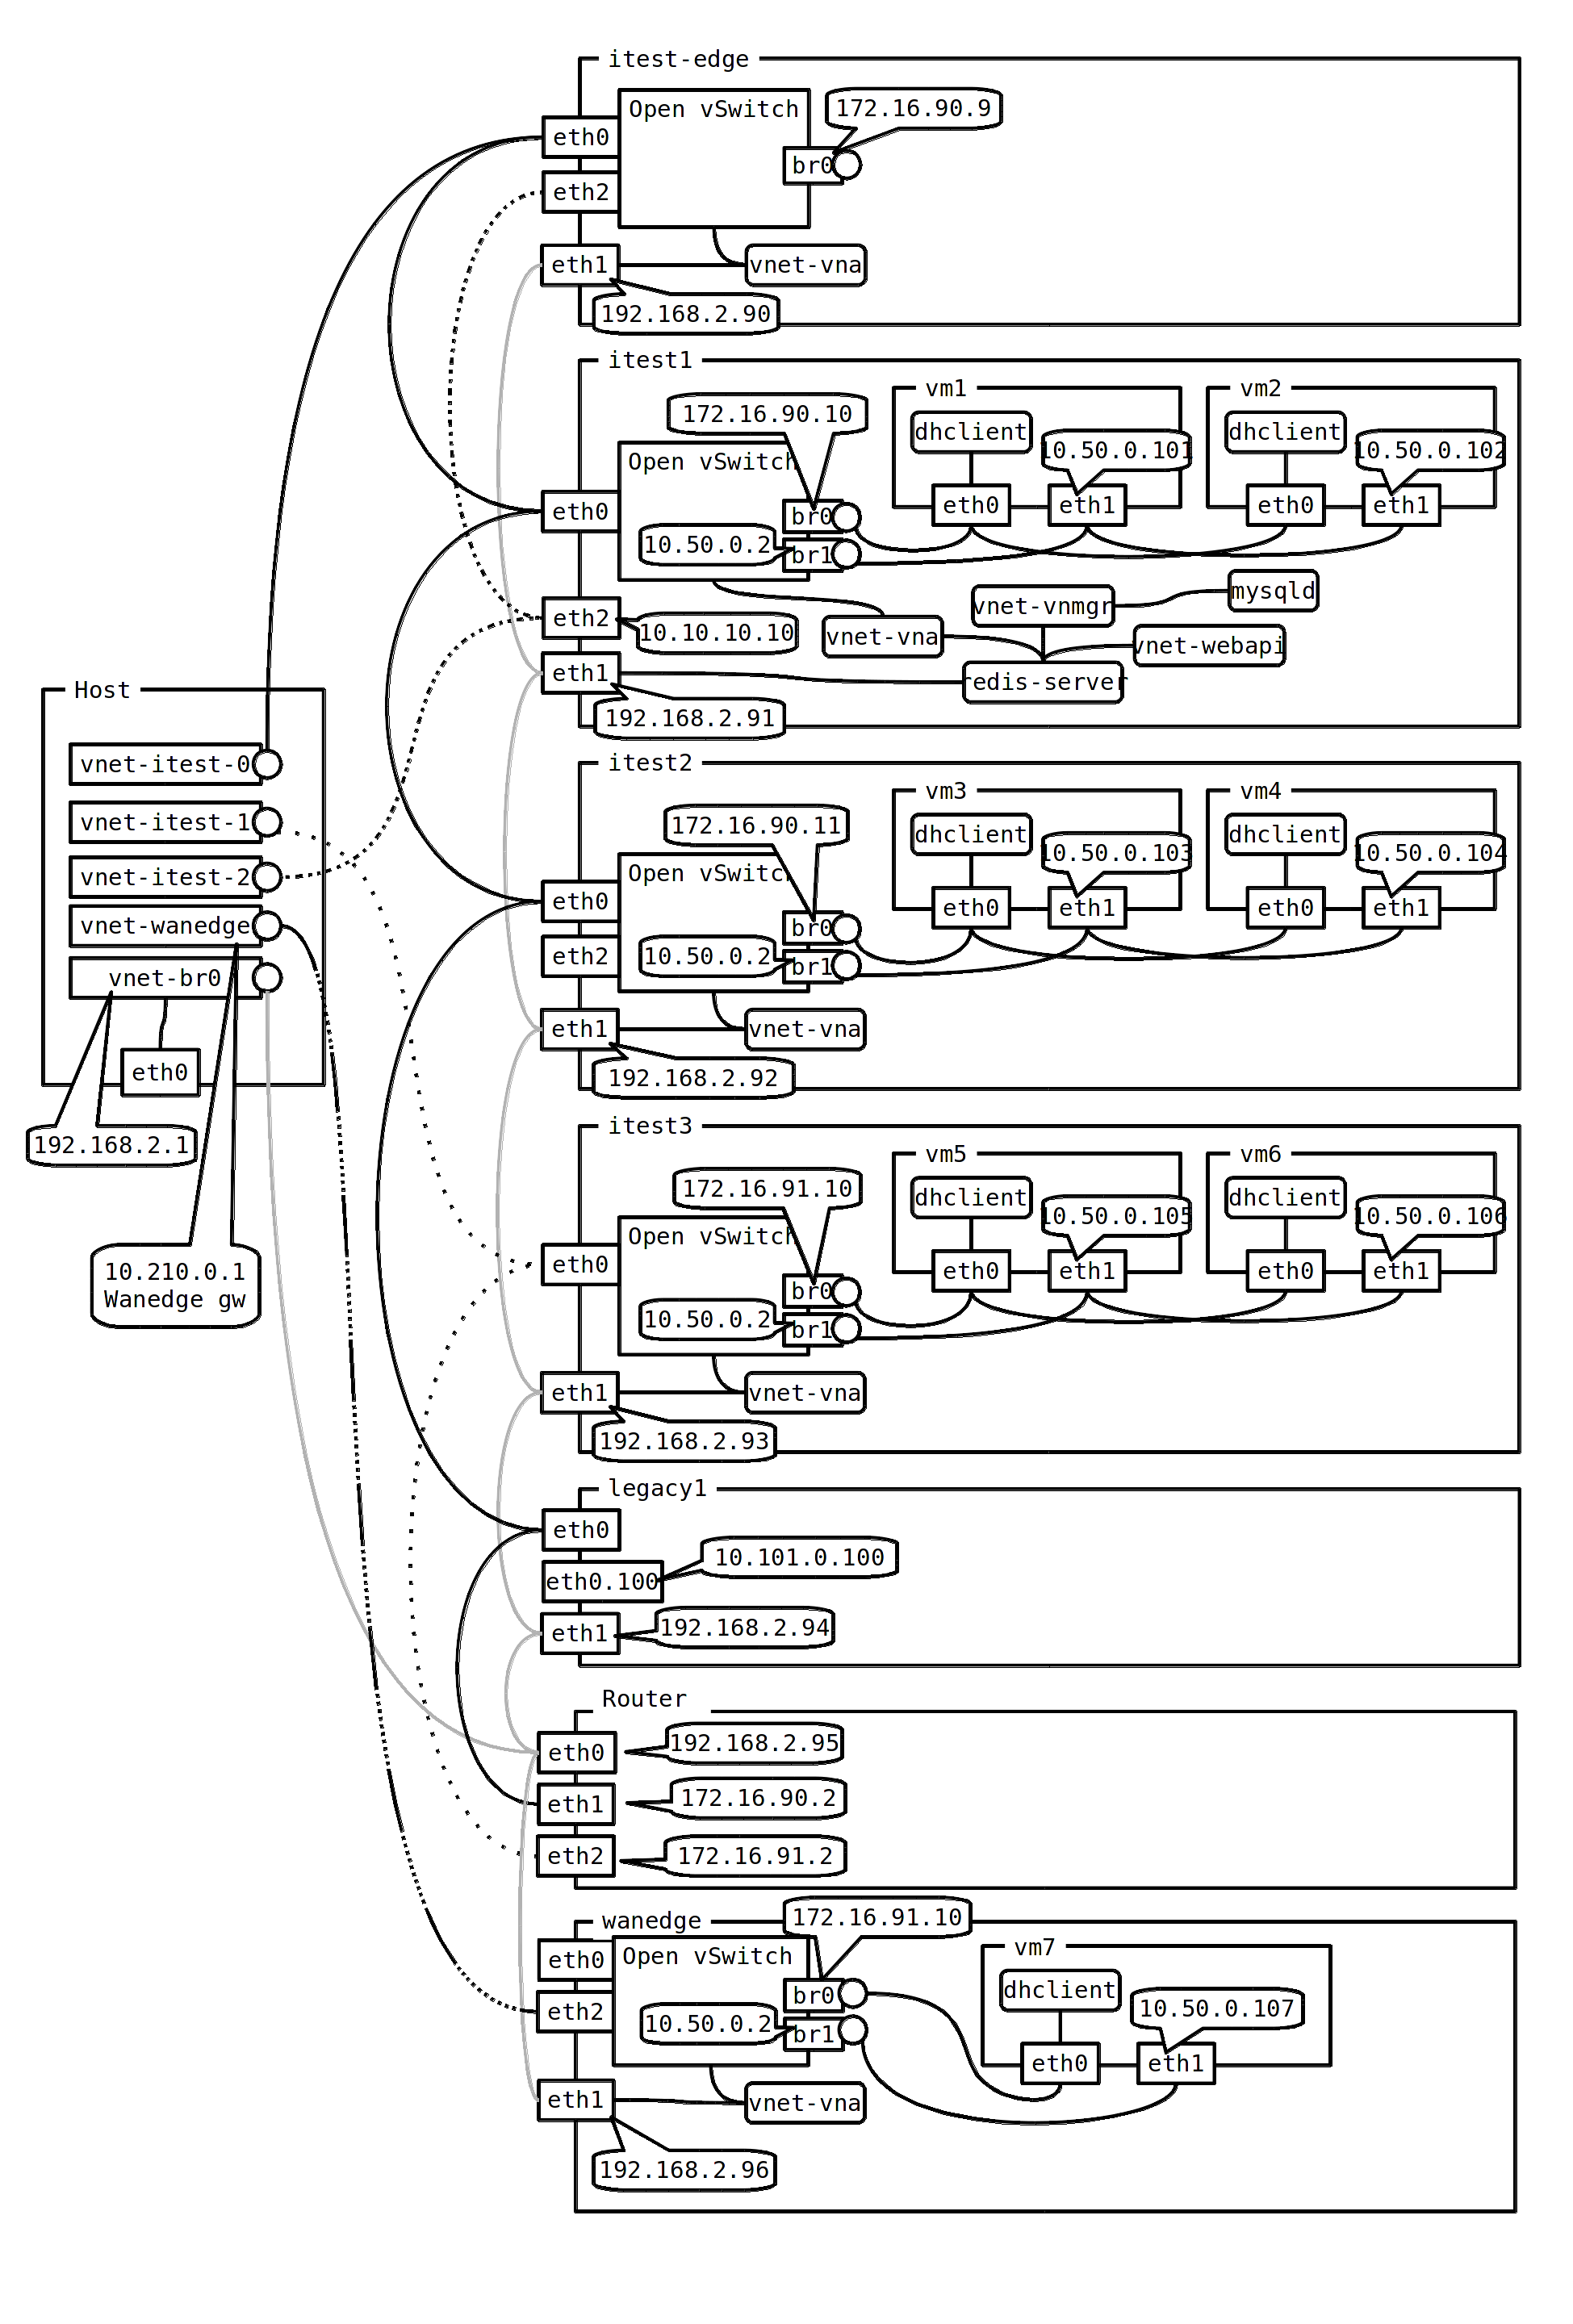 itest-edge
Open vSwitch
172.16.90.9
eth0
br0
eth2
eth1
vnet-vna
192.168.2.90
itest1
172.16.90.10
vm1
dhclient
10.50.0.101
eth0
eth1
vm2
dhclient
10.50.0.102
eth0
eth1
Open vSwitch
eth0
br0
10.50.0.2
br1
eth2
10.10.10.10
vnet-vna
vnet-vnmgr
mysqld
vnet-webapi
redis-server
eth1
192.168.2.91
Host
vnet-itest-0
vnet-itest-1
vnet-itest-2
vnet-wanedge
vnet-br0
eth0
192.168.2.1
10.210.0.1
Wanedge gw
itest2
172.16.90.11
vm3
dhclient
10.50.0.103
eth0
eth1
vm4
dhclient
10.50.0.104
eth0
eth1
Open vSwitch
eth0
br0
eth2
10.50.0.2
br1
eth1
vnet-vna
192.168.2.92
itest3
172.16.91.10
vm5
dhclient
10.50.0.105
eth0
eth1
vm6
dhclient
10.50.0.106
eth0
eth1
Open vSwitch
eth0
br0
10.50.0.2
br1
eth1
vnet-vna
192.168.2.93
legacy1
eth0
10.101.0.100
eth0.100
eth1
192.168.2.94
Router
192.168.2.95
eth0
172.16.90.2
eth1
172.16.91.2
eth2
wanedge
172.16.91.10
eth0
Open vSwitch
vm7
dhclient
10.50.0.107
eth0
eth1
br0
eth2
10.50.0.2
br1
eth1
vnet-vna
192.168.2.96